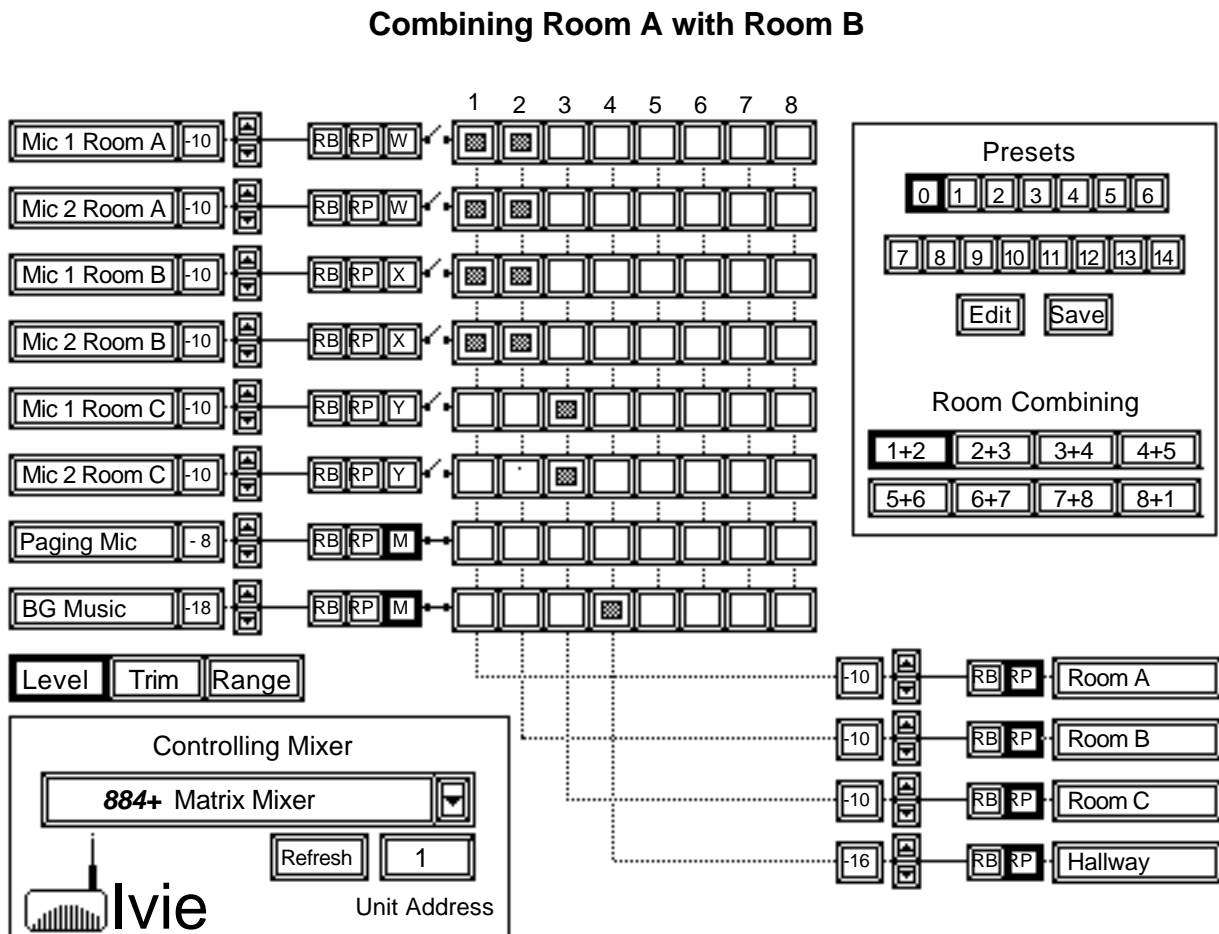 Combining Room A with Room B
1 2 3 4 5 6 7 8
Mic 1 Room A -10 RB RP W
Mic 2 Room A -10 RB RP W
Mic 1 Room B -10 RB RP X
Mic 2 Room B -10 RB RP X
Mic 1 Room C -10 RB RP Y
Mic 2 Room C -10 RB RP Y
Paging Mic - 8 RB RP M
BG Music -18 RB RP M
Presets
0 1 2 3 4 5 6
7 8 9 10 11 12 13 14
Edit Save
Room Combining
1+2 2+3 3+4 4+5
5+6 6+7 7+8 8+1
Level Trim Range
-10 RB RP Room A
-10 RB RP Room B
-10 RB RP Room C
-16 RB RP Hallway
Controlling Mixer
884+ Matrix Mixer
Refresh 1
Ivie Unit Address